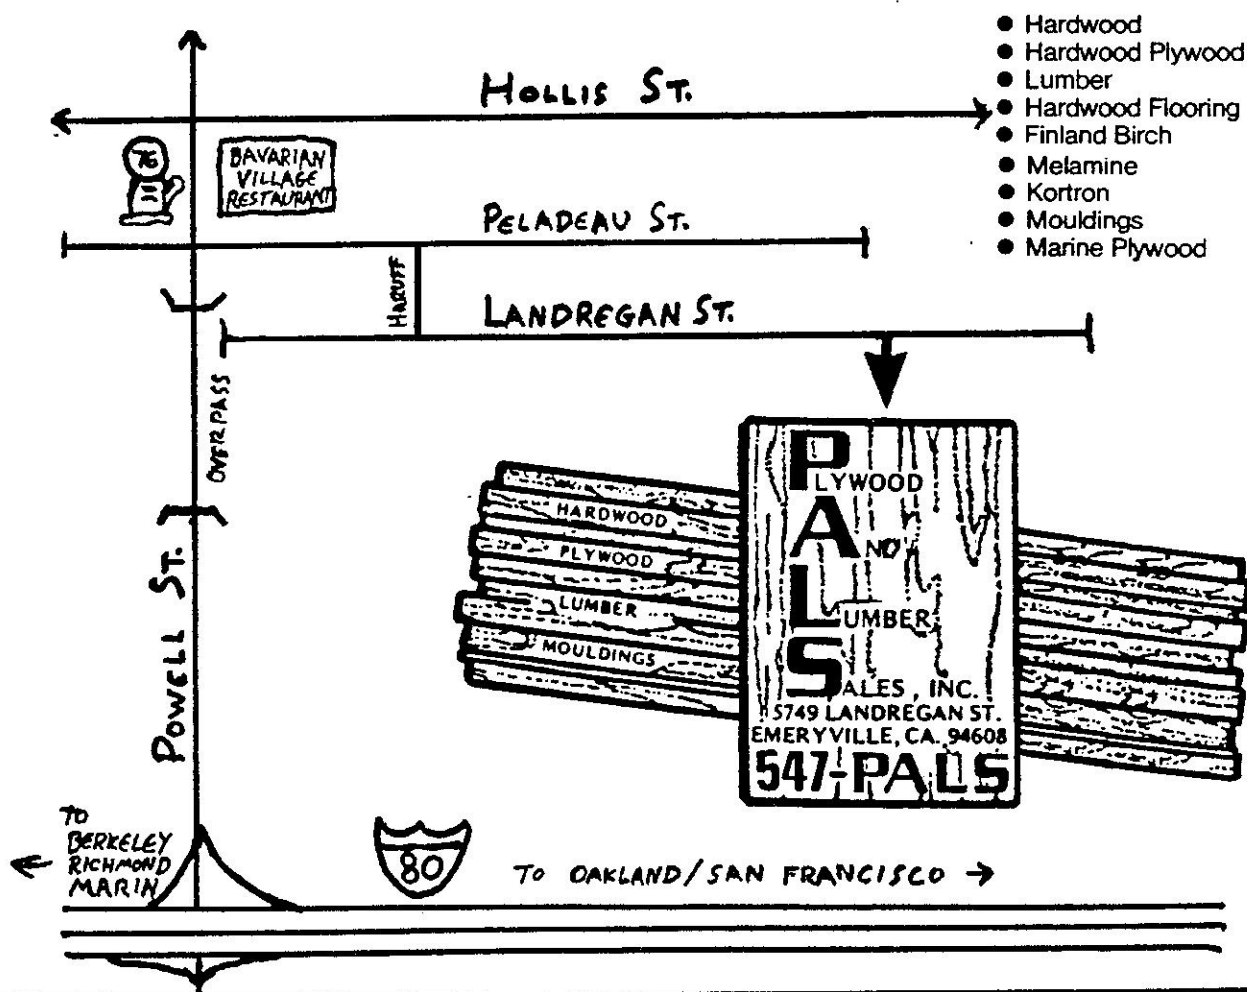 ● Hardwood
● Hardwood Plywood
● Lumber
● Hardwood Flooring
● Finland Birch
● Melamine
● Kortron
● Mouldings
● Marine Plywood
HOLLIS ST.
76
BAVARIAN
VILLAGE
RESTAURANT
PELADEAU ST.
HARUFF
LANDREGAN ST.
OVERPASS
POWELL ST.
HARDWOOD
PLYWOOD
LUMBER
MOULDINGS
PLYWOOD
AND
LUMBER
SALES, INC.
5749 LANDREGAN ST.
EMERYVILLE, CA. 94608
547-PALS
TO
BERKELEY
RICHMOND
MARIN
80
TO OAKLAND/SAN FRANCISCO →